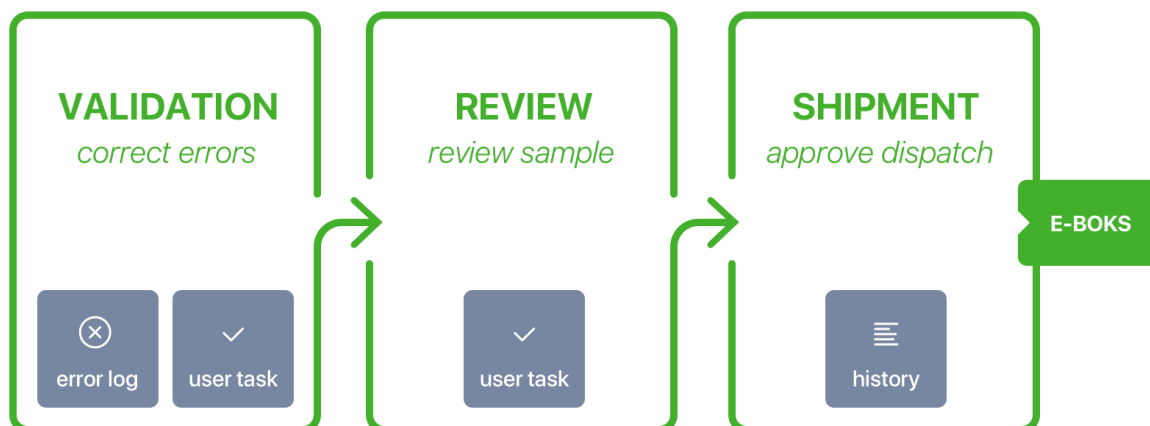 VALIDATION
correct errors
error log
user task
REVIEW
review sample
user task
SHIPMENT
approve dispatch
history
E-BOKS